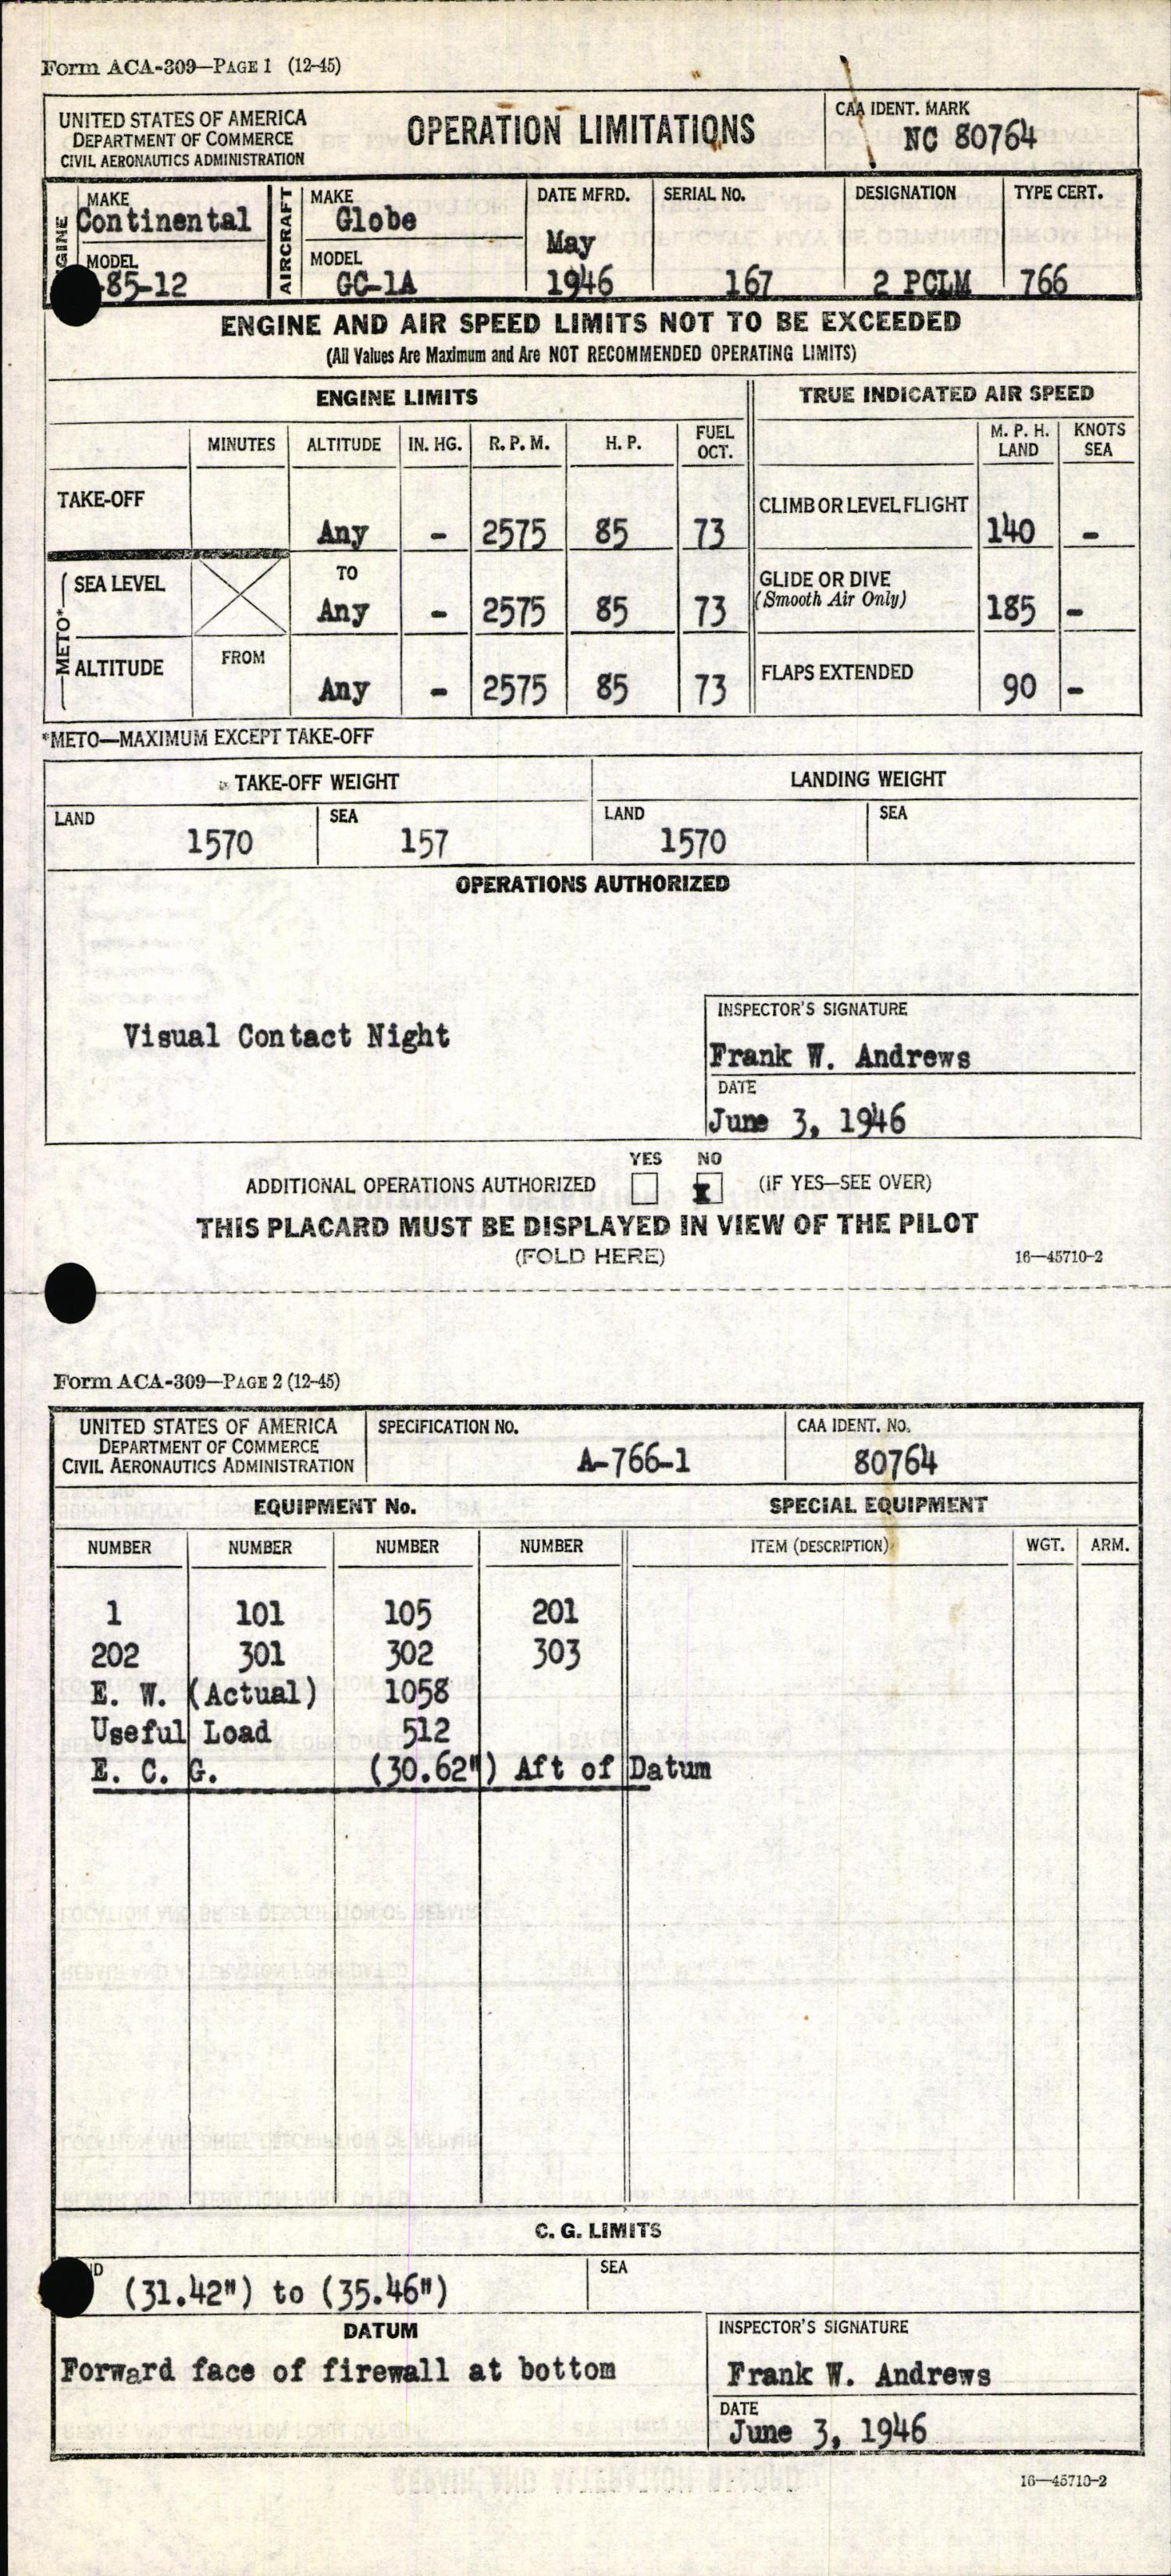 Form ACA-309—PAGE 1 (12-45)
UNITED STATES OF AMERICA
DEPARTMENT OF COMMERCE
CIVIL AERONAUTICS ADMINISTRATION
OPERATION LIMITATIONS
CAA IDENT. MARK
NC 80764
MAKE
Continental
MODEL
-85-12
AIRCRAFT
MAKE
Globe
MODEL
GC-1A
DATE MFRD.
May
1946
SERIAL NO.
167
DESIGNATION
2 PCLM
TYPE CERT.
766
ENGINE AND AIR SPEED LIMITS NOT TO BE EXCEEDED
(All Values Are Maximum and Are NOT RECOMMENDED OPERATING LIMITS)
ENGINE LIMITS
TRUE INDICATED AIR SPEED
MINUTES ALTITUDE IN. HG. R. P. M. H. P. FUEL OCT.
M. P. H. LAND KNOTS SEA
TAKE-OFF Any - 2575 85 73
CLIMB OR LEVEL FLIGHT 140 -
METO*
SEA LEVEL TO Any - 2575 85 73
GLIDE OR DIVE (Smooth Air Only) 185 -
ALTITUDE FROM Any - 2575 85 73
FLAPS EXTENDED 90 -
*METO—MAXIMUM EXCEPT TAKE-OFF
TAKE-OFF WEIGHT
LANDING WEIGHT
LAND 1570 SEA 157 LAND 1570 SEA
OPERATIONS AUTHORIZED
Visual Contact Night
INSPECTOR'S SIGNATURE
Frank W. Andrews
DATE
June 3, 1946
YES NO
ADDITIONAL OPERATIONS AUTHORIZED X (IF YES—SEE OVER)
THIS PLACARD MUST BE DISPLAYED IN VIEW OF THE PILOT
(FOLD HERE)
16—45710-2
Form ACA-309—PAGE 2 (12-45)
UNITED STATES OF AMERICA
DEPARTMENT OF COMMERCE
CIVIL AERONAUTICS ADMINISTRATION
SPECIFICATION NO.
A-766-1
CAA IDENT. NO.
80764
EQUIPMENT No.
SPECIAL EQUIPMENT
NUMBER NUMBER NUMBER NUMBER ITEM (DESCRIPTION) WGT. ARM.
1 101 105 201
202 301 302 303
E. W. (Actual) 1058
Useful Load 512
E. C. G. (30.62") Aft of Datum
C. G. LIMITS
(31.42") to (35.46")
SEA
DATUM
Forward face of firewall at bottom
INSPECTOR'S SIGNATURE
Frank W. Andrews
DATE
June 3, 1946
16—45710-2